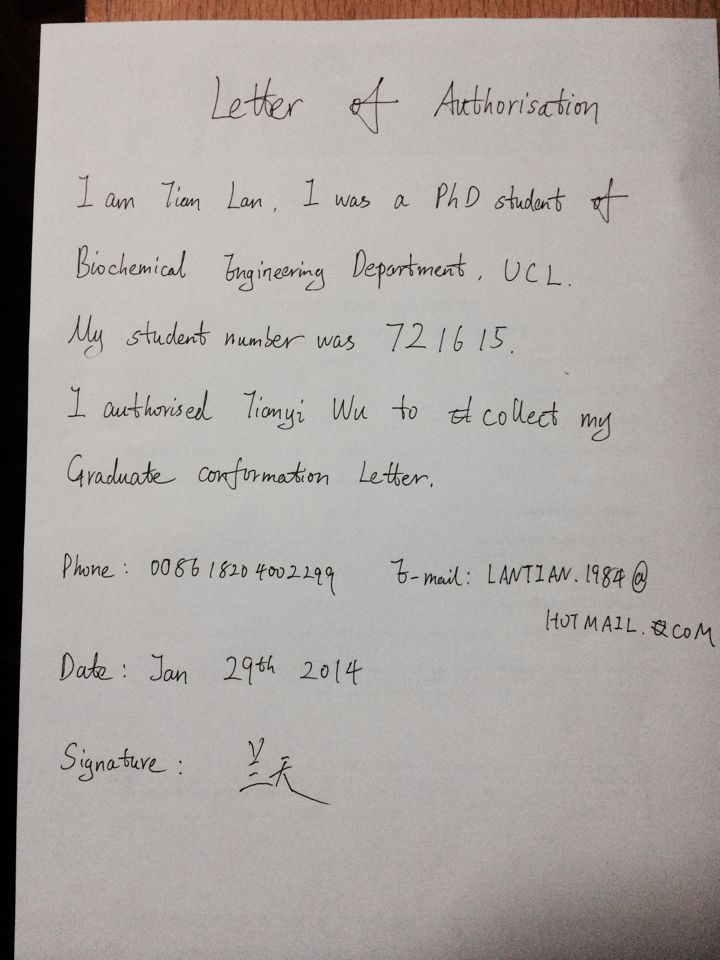 Letter of Authorisation
I am Tian Lan, I was a PhD student of
Biochemical Engineering Department, UCL.
My student number was 721615.
I authorised Tianyi Wu to collect my
Graduate conformation Letter.
Phone: 0086 1820 4002299 E-mail: LANTIAN.1984@
HOTMAIL.COM
Date: Jan 29th 2014
Signature: 兰天